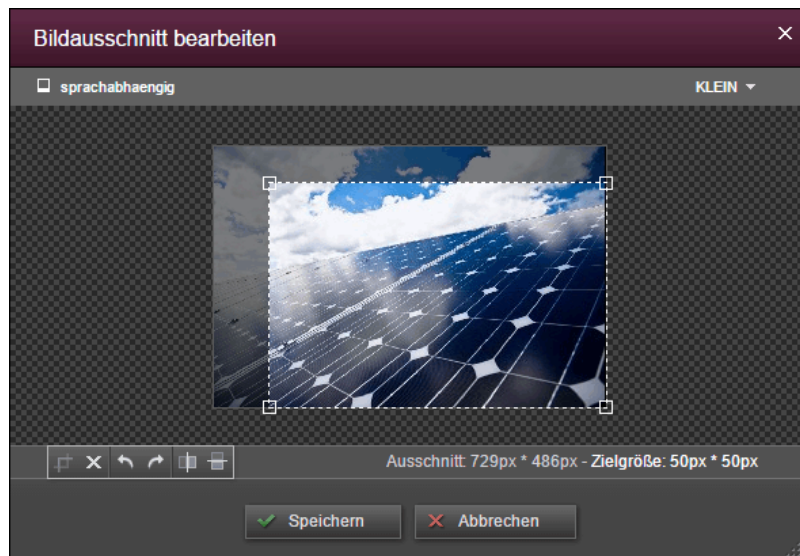 Bildausschnitt bearbeiten
sprachabhaengig
KLEIN
Ausschnitt: 729px * 486px - Zielgröße: 50px * 50px
Speichern
Abbrechen